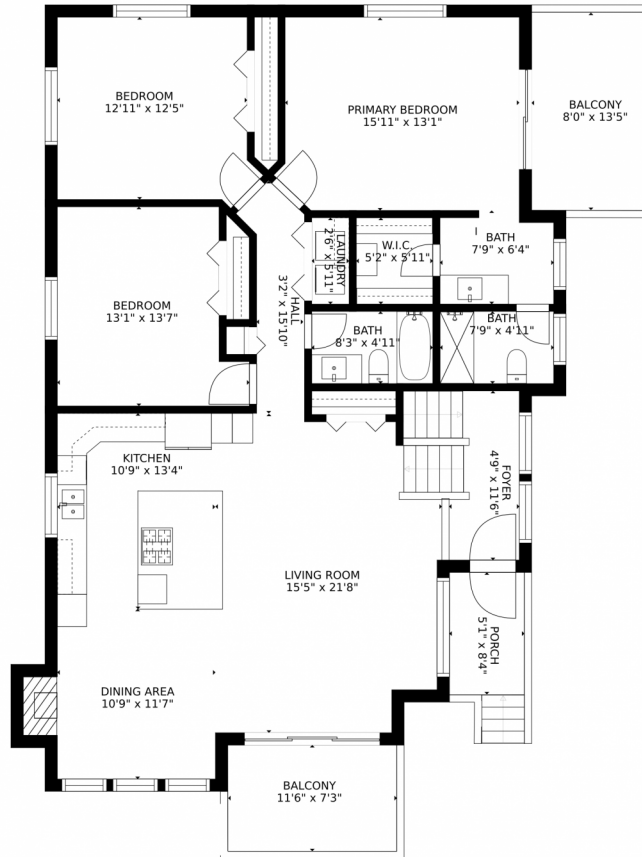 BEDROOM
12'11" x 12'5"
PRIMARY BEDROOM
15'11" x 13'1"
BALCONY
8'0" x 13'5"
LAUNDRY
2'6" x 5'11"
W.I.C.
5'2" x 5'11"
BATH
7'9" x 6'4"
BEDROOM
13'1" x 13'7"
HALL
3'2" x 15'10"
BATH
8'3" x 4'11"
BATH
7'9" x 4'11"
KITCHEN
10'9" x 13'4"
FOYER
4'9" x 11'6"
LIVING ROOM
15'5" x 21'8"
PORCH
5'1" x 8'4"
DINING AREA
10'9" x 11'7"
BALCONY
11'6" x 7'3"